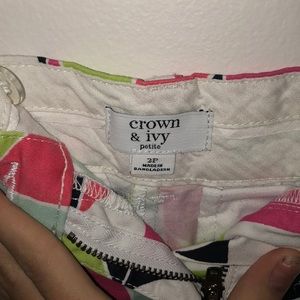 crown
& ivy
petite
2P
MADE IN
BANGLADESH